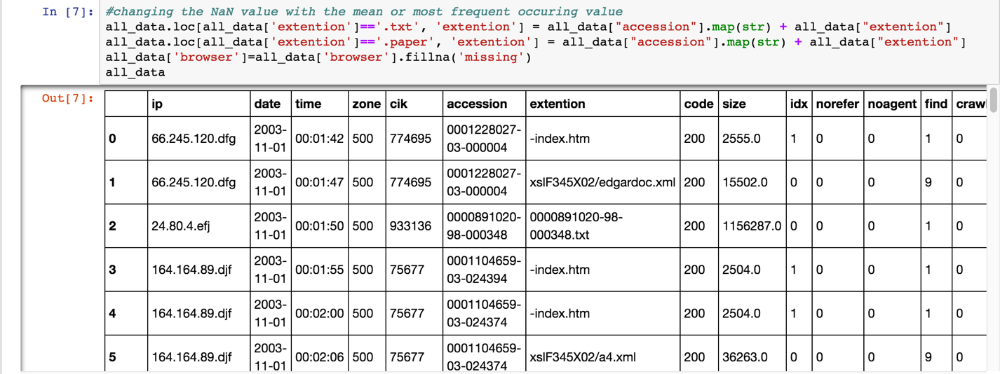 In [7]: #changing the NaN value with the mean or most frequent occuring value
all_data.loc[all_data['extention']=='.txt', 'extention'] = all_data["accession"].map(str) + all_data["extention"]
all_data.loc[all_data['extention']=='.paper', 'extention'] = all_data["accession"].map(str) + all_data["extention"]
all_data['browser']=all_data['browser'].fillna('missing')
all_data
Out[7]:
ip date time zone cik accession extention code size idx norefer noagent find craw
0 66.245.120.dfg 2003-11-01 00:01:42 500 774695 0001228027-03-000004 -index.htm 200 2555.0 1 0 0 1 0
1 66.245.120.dfg 2003-11-01 00:01:47 500 774695 0001228027-03-000004 xslF345X02/edgardoc.xml 200 15502.0 0 0 0 9 0
2 24.80.4.efj 2003-11-01 00:01:50 500 933136 0000891020-98-000348 0000891020-98-000348.txt 200 1156287.0 0 0 0 1 0
3 164.164.89.djf 2003-11-01 00:01:55 500 75677 0001104659-03-024394 -index.htm 200 2504.0 1 0 0 1 0
4 164.164.89.djf 2003-11-01 00:02:00 500 75677 0001104659-03-024374 -index.htm 200 2504.0 1 0 0 1 0
5 164.164.89.djf 2003-11-01 00:02:06 500 75677 0001104659-03-024374 xslF345X02/a4.xml 200 36263.0 0 0 0 9 0